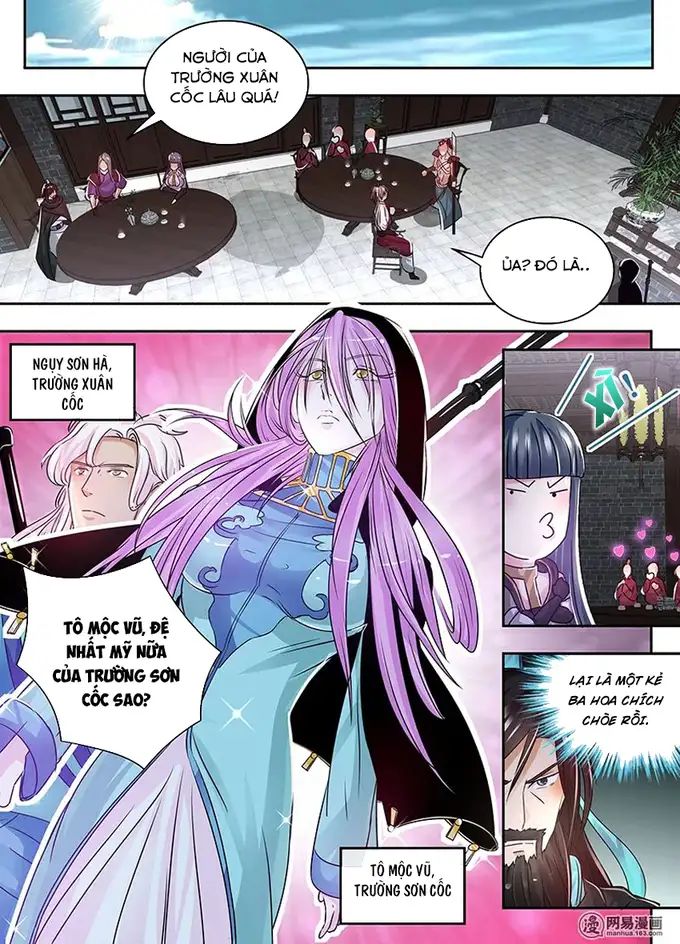 NGƯỜI CỦA
TRƯỜNG XUÂN
CỐC LÂU QUÁ!
ỦA? ĐÓ LÀ..
NGỤY SƠN HÀ,
TRƯỜNG XUÂN
CỐC
XÌ!
TÔ MỘC VŨ, ĐỆ
NHẤT MỸ NỮA
CỦA TRƯỜNG SƠN
CỐC SAO?
LẠI LÀ MỘT KẺ
BA HOA CHÍCH
CHÒE RỒI.
TÔ MỘC VŨ,
TRƯỜNG SƠN CỐC
漫 网易漫画
manhua.163.com